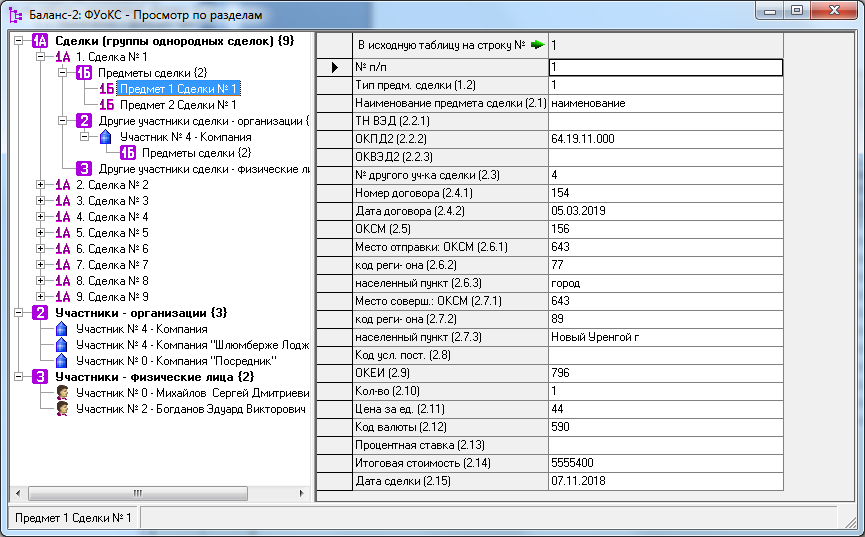 Баланс-2: ФУоКС - Просмотр по разделам
1А Сделки (группы однородных сделок) {9}
1А 1. Сделка № 1
1Б Предметы сделки {2}
1Б Предмет 1 Сделки № 1
1Б Предмет 2 Сделки № 1
2 Другие участники сделки - организации {
Участник № 4 - Компания
1Б Предметы сделки {2}
3 Другие участники сделки - физические ли
1А 2. Сделка № 2
1А 3. Сделка № 3
1А 4. Сделка № 4
1А 5. Сделка № 5
1А 6. Сделка № 6
1А 7. Сделка № 7
1А 8. Сделка № 8
1А 9. Сделка № 9
2 Участники - организации {3}
Участник № 4 - Компания
Участник № 4 - Компания "Шлюмберже Лодж
Участник № 0 - Компания "Посредник"
3 Участники - физические лица {2}
Участник № 0 - Михайлов Сергей Дмитриеви
Участник № 2 - Богданов Эдуард Викторович
В исходную таблицу на строку № 1
№ п/п 1
Тип предм. сделки (1.2) 1
Наименование предмета сделки (2.1) наименование
ТН ВЭД (2.2.1)
ОКПД2 (2.2.2) 64.19.11.000
ОКВЭД2 (2.2.3)
№ другого уч-ка сделки (2.3) 4
Номер договора (2.4.1) 154
Дата договора (2.4.2) 05.03.2019
ОКСМ (2.5) 156
Место отправки: ОКСМ (2.6.1) 643
код реги- она (2.6.2) 77
населенный пункт (2.6.3) город
Место соверш.: ОКСМ (2.7.1) 643
код реги- она (2.7.2) 89
населенный пункт (2.7.3) Новый Уренгой г
Код усл. пост. (2.8)
ОКЕИ (2.9) 796
Кол-во (2.10) 1
Цена за ед. (2.11) 44
Код валюты (2.12) 590
Процентная ставка (2.13)
Итоговая стоимость (2.14) 5555400
Дата сделки (2.15) 07.11.2018
Предмет 1 Сделки № 1